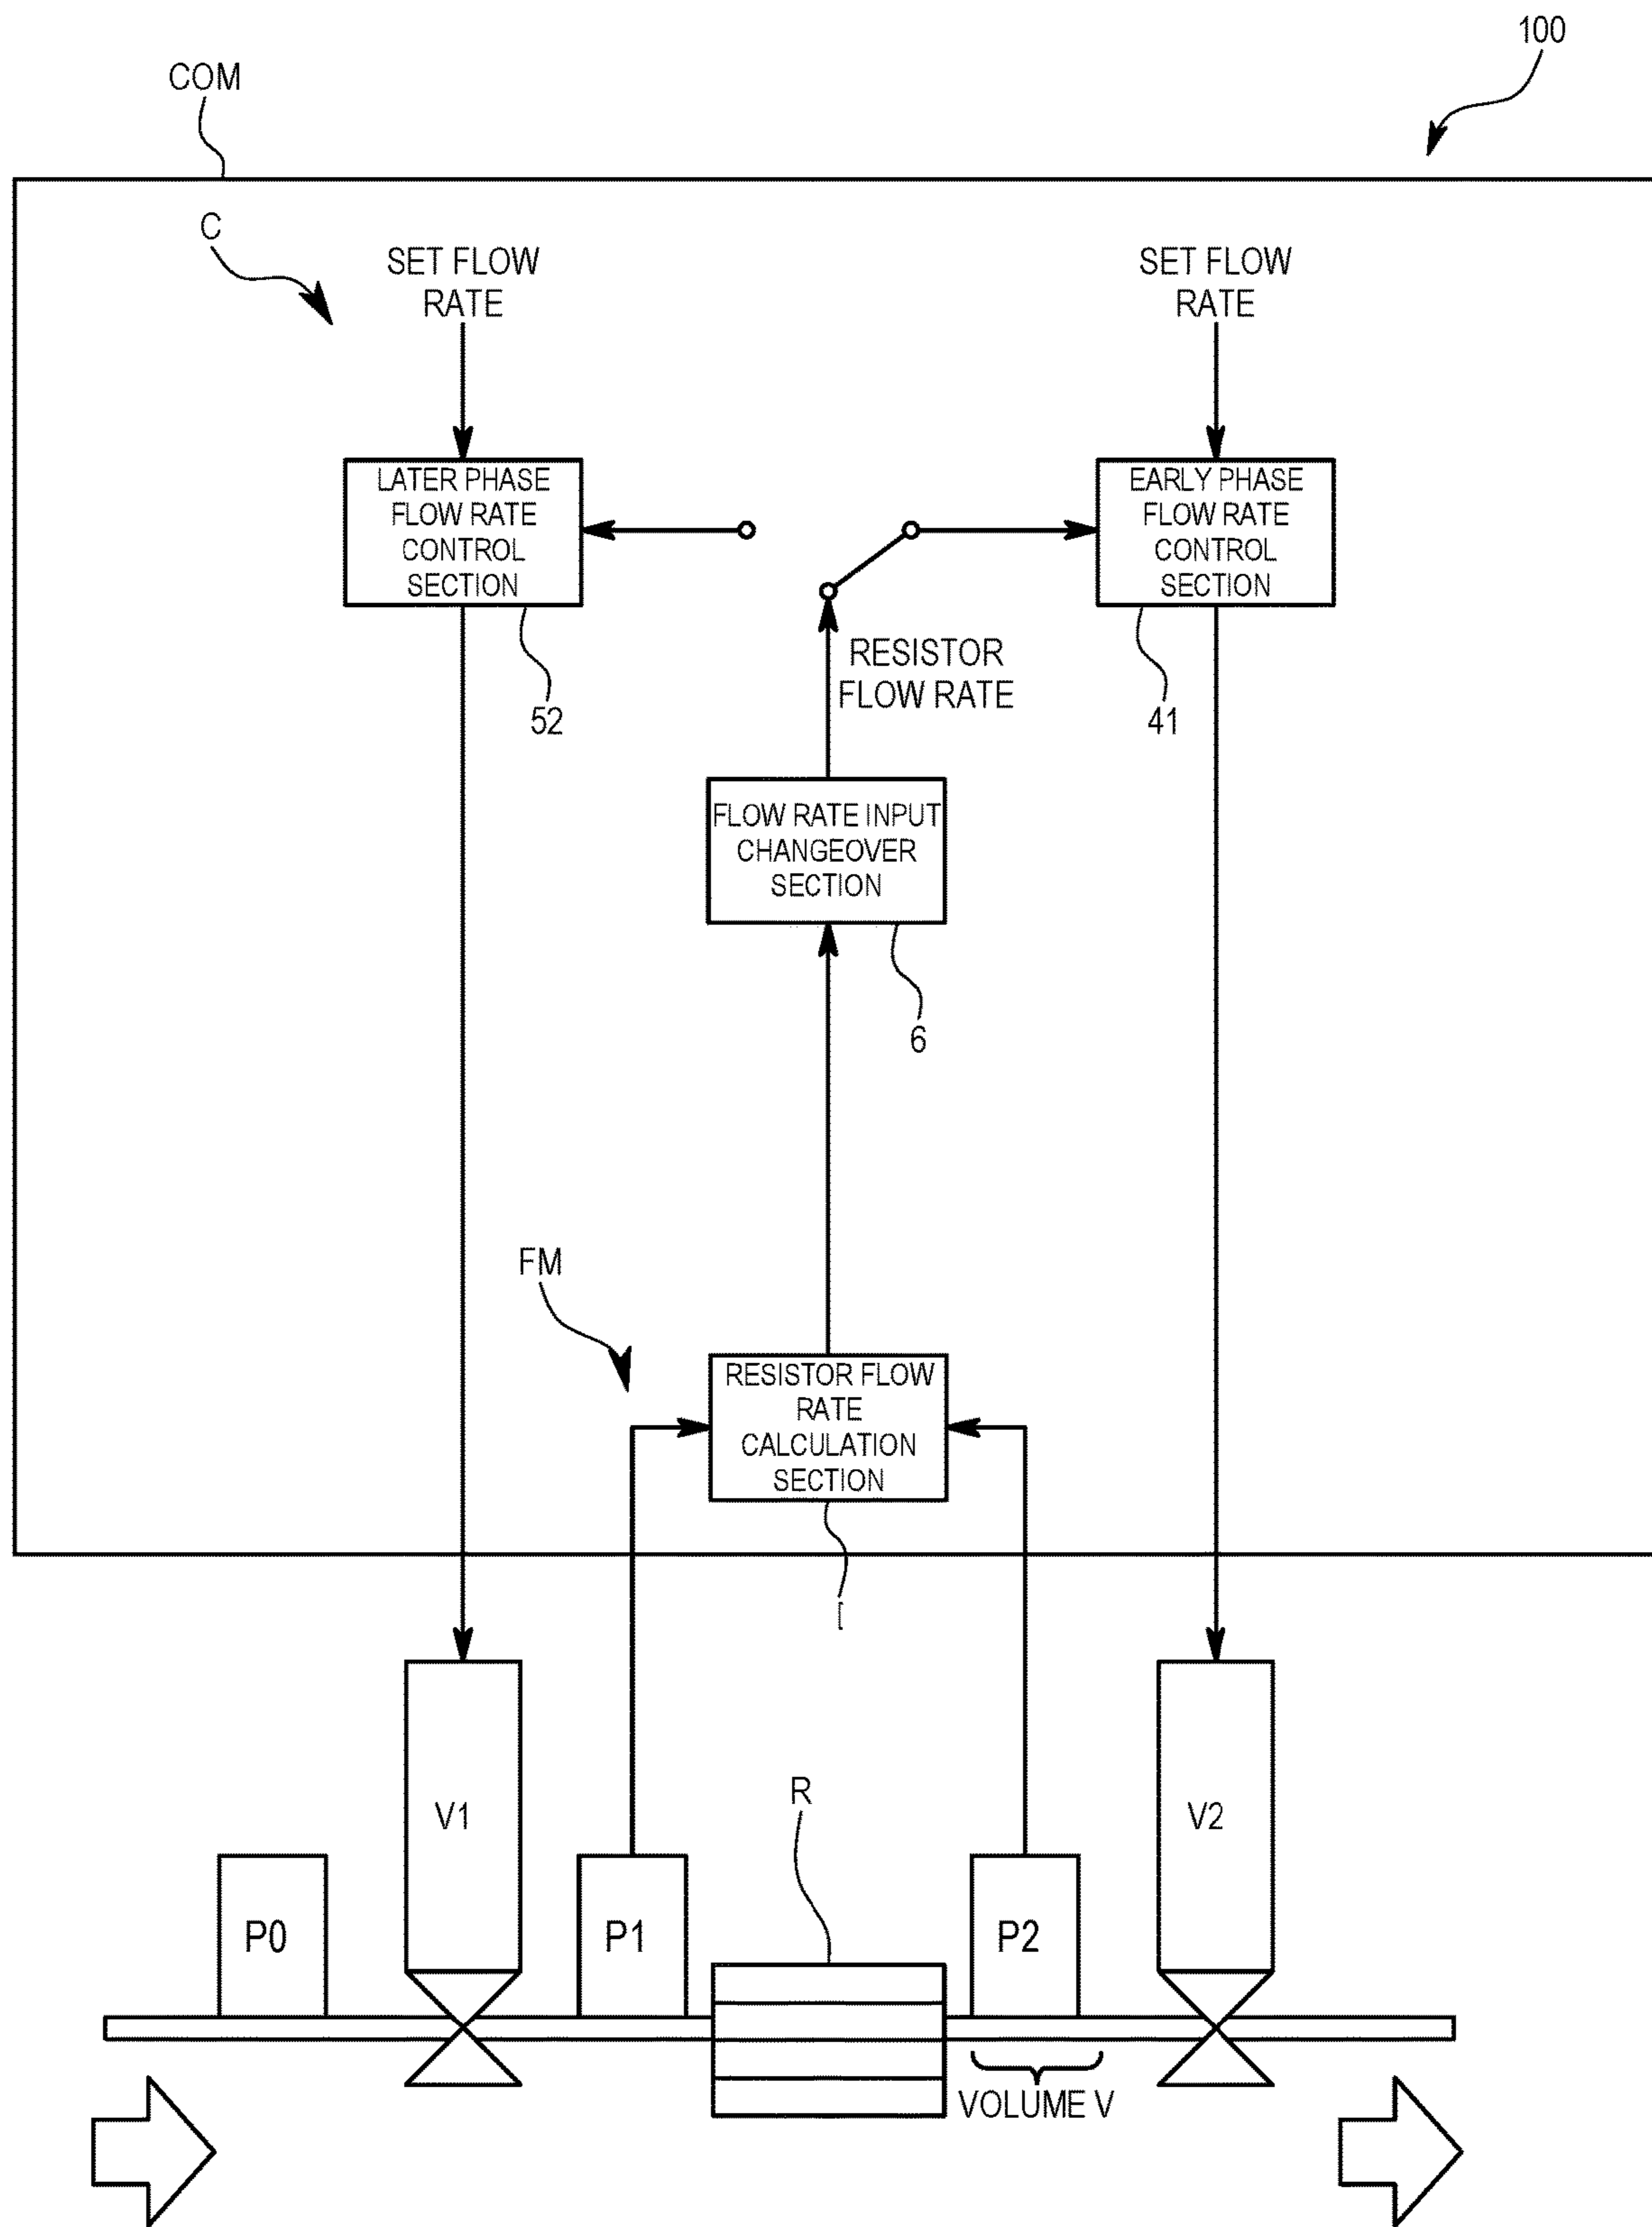 100
COM
C
SET FLOW
RATE
SET FLOW
RATE
LATER PHASE
FLOW RATE
CONTROL
SECTION
EARLY PHASE
FLOW RATE
CONTROL
SECTION
RESISTOR
FLOW RATE
52
41
FLOW RATE INPUT
CHANGEOVER
SECTION
6
FM
RESISTOR FLOW
RATE
CALCULATION
SECTION
V1
R
V2
P0
P1
P2
VOLUME V